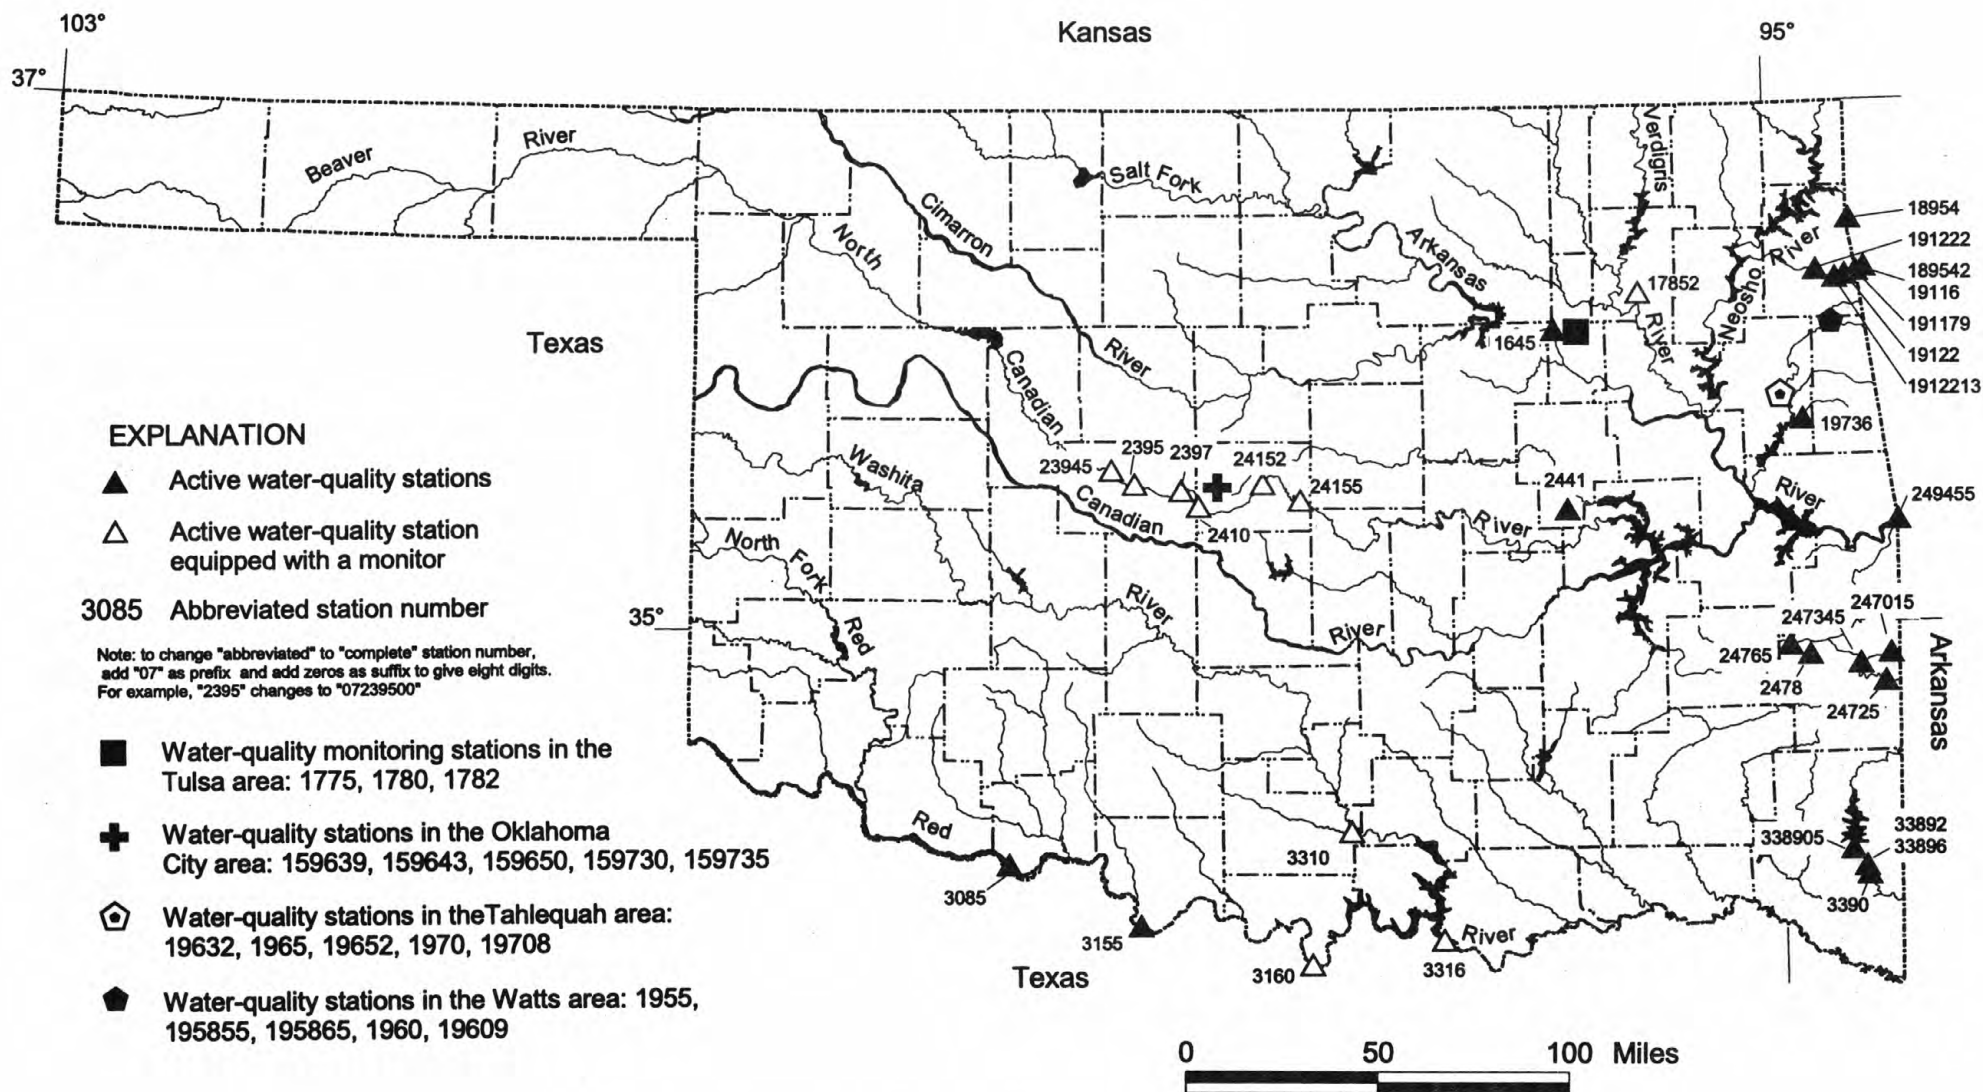 103°
Kansas
95°
37°
Beaver
River
Salt Fork
Verdigris
Cimarron
North
Arkansas
Neosho
River
18954
191222
189542
19116
191179
19122
1912213
17852
River
1645
Texas
River
Canadian
19736
EXPLANATION
Active water-quality stations
Active water-quality station
equipped with a monitor
3085 Abbreviated station number
Note: to change "abbreviated" to "complete" station number,
add "07" as prefix and add zeros as suffix to give eight digits.
For example, "2395" changes to "07239500"
Water-quality monitoring stations in the
Tulsa area: 1775, 1780, 1782
Water-quality stations in the Oklahoma
City area: 159639, 159643, 159650, 159730, 159735
Water-quality stations in theTahlequah area:
19632, 1965, 19652, 1970, 19708
Water-quality stations in the Watts area: 1955,
195855, 195865, 1960, 19609
Washita
23945
2395
2397
24152
24155
2410
Canadian
2441
River
River
249455
North
Fork
Red
35°
River
River
247345
247015
24765
2478
24725
Arkansas
Red
3085
3155
3310
3160
3316
River
338905
33892
33896
3390
Texas
0 50 100 Miles